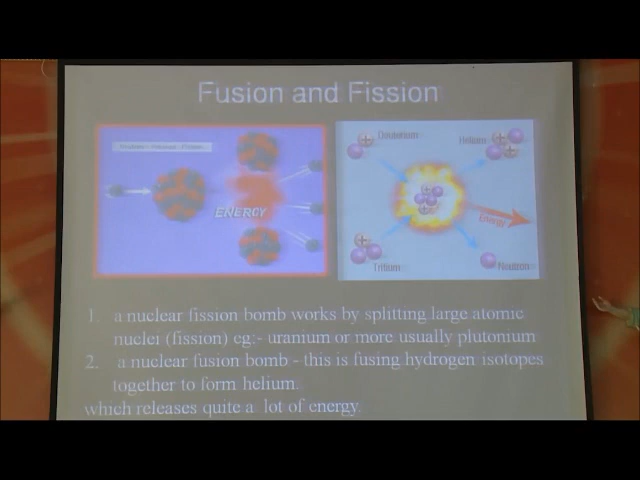 Fusion and Fission
ENERGY
Deuterium
Helium
Energy
Tritium
Neutron
1. a nuclear fission bomb works by splitting large atomic
nuclei (fission) eg:- uranium or more usually plutonium
2. a nuclear fusion bomb - this is fusing hydrogen isotopes
together to form helium.
which releases quite a lot of energy.